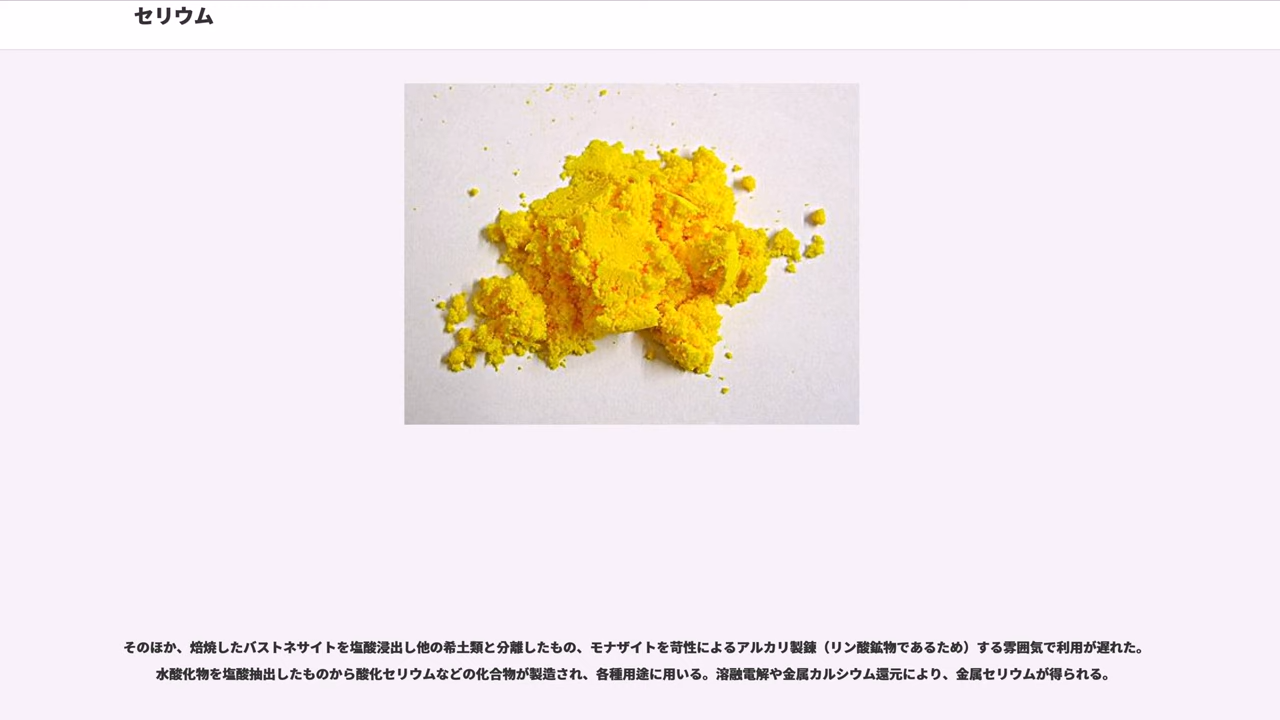 セリウム
そのほか、焙焼したバストネサイトを塩酸浸出し他の希土類と分離したもの、モナザイトを苛性によるアルカリ製錬（リン酸鉱物であるため）する雰囲気で利用が遅れた。
水酸化物を塩酸抽出したものから酸化セリウムなどの化合物が製造され、各種用途に用いる。溶融電解や金属カルシウム還元により、金属セリウムが得られる。